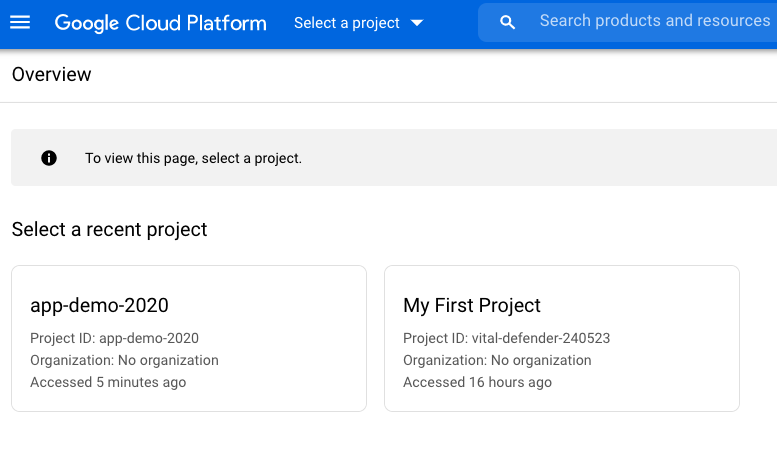 Google Cloud Platform Select a project Search products and resources
Overview
To view this page, select a project.
Select a recent project
app-demo-2020
Project ID: app-demo-2020
Organization: No organization
Accessed 5 minutes ago
My First Project
Project ID: vital-defender-240523
Organization: No organization
Accessed 16 hours ago